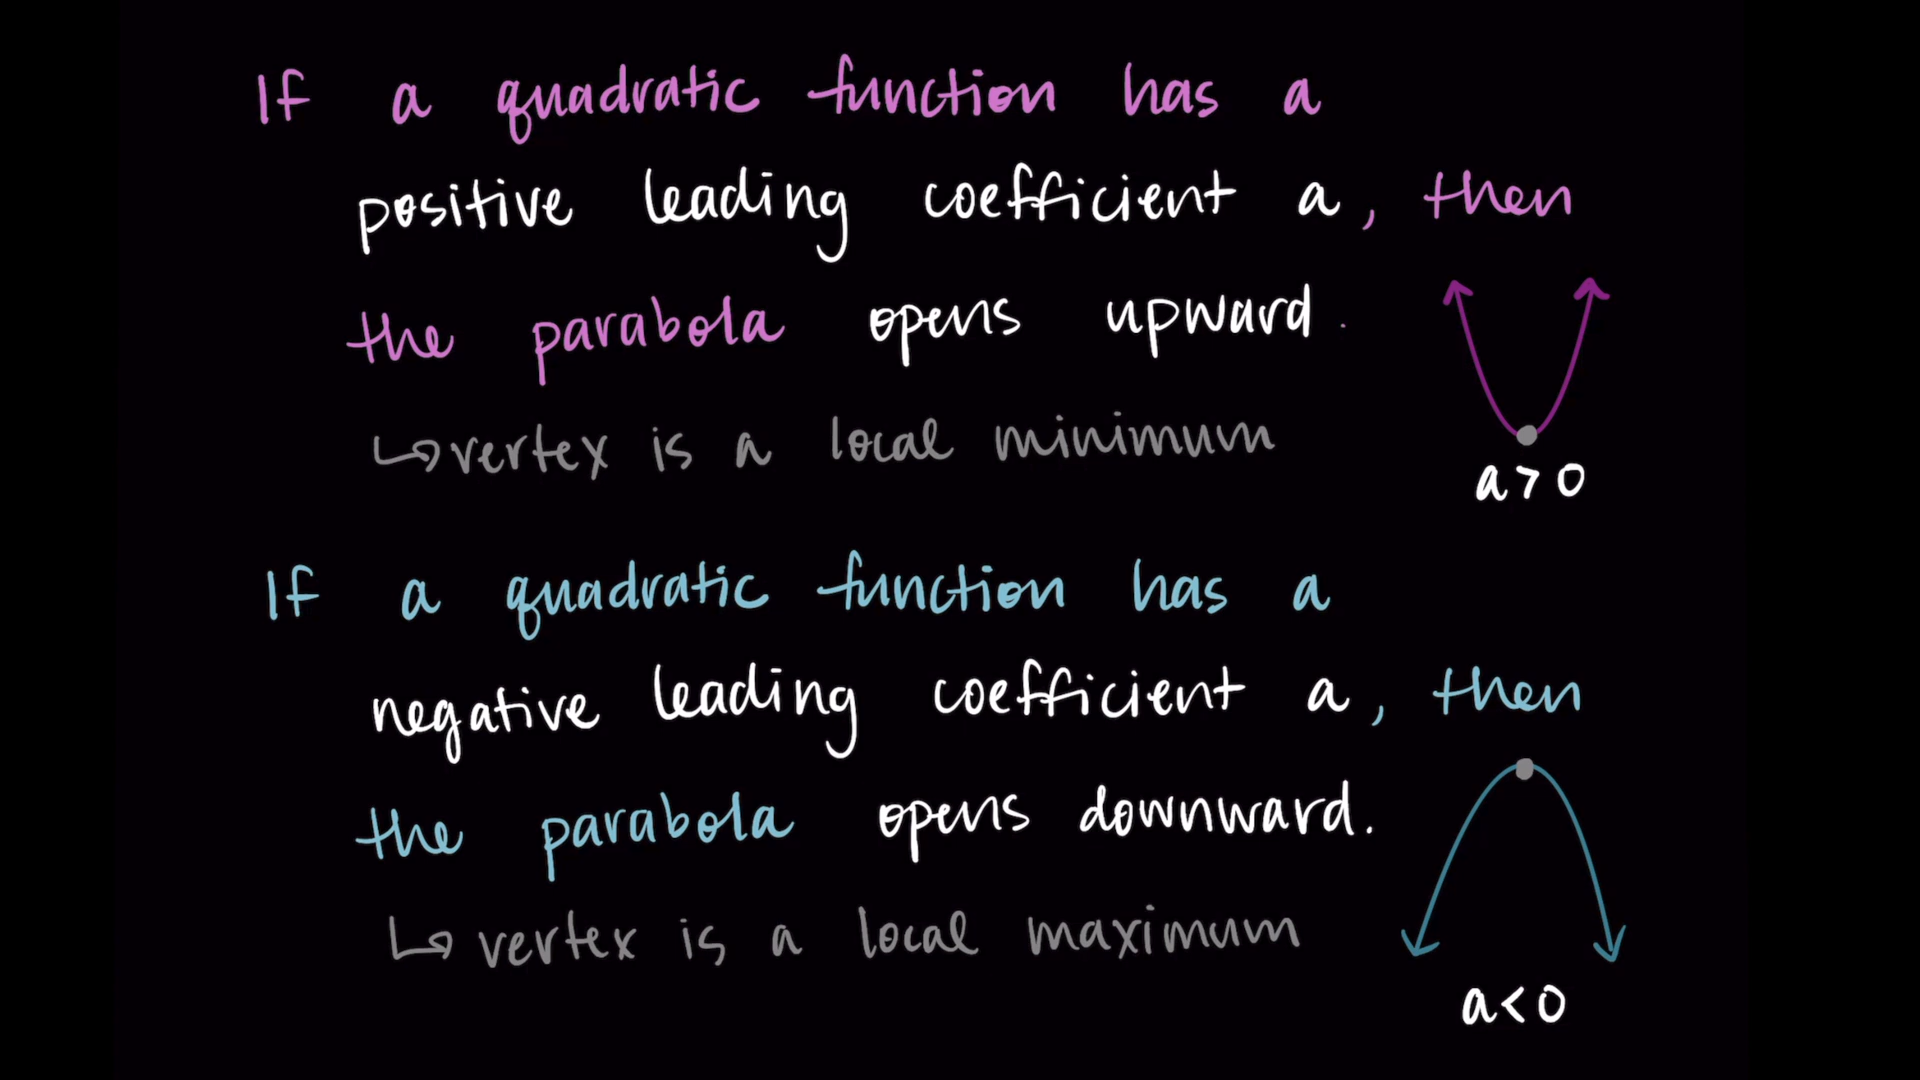 If a quadratic function has a
positive leading coefficient a, then
the parabola opens upward.
↳vertex is a local minimum
a>0
If a quadratic function has a
negative leading coefficient a, then
the parabola opens downward.
↳ vertex is a local maximum
a<0